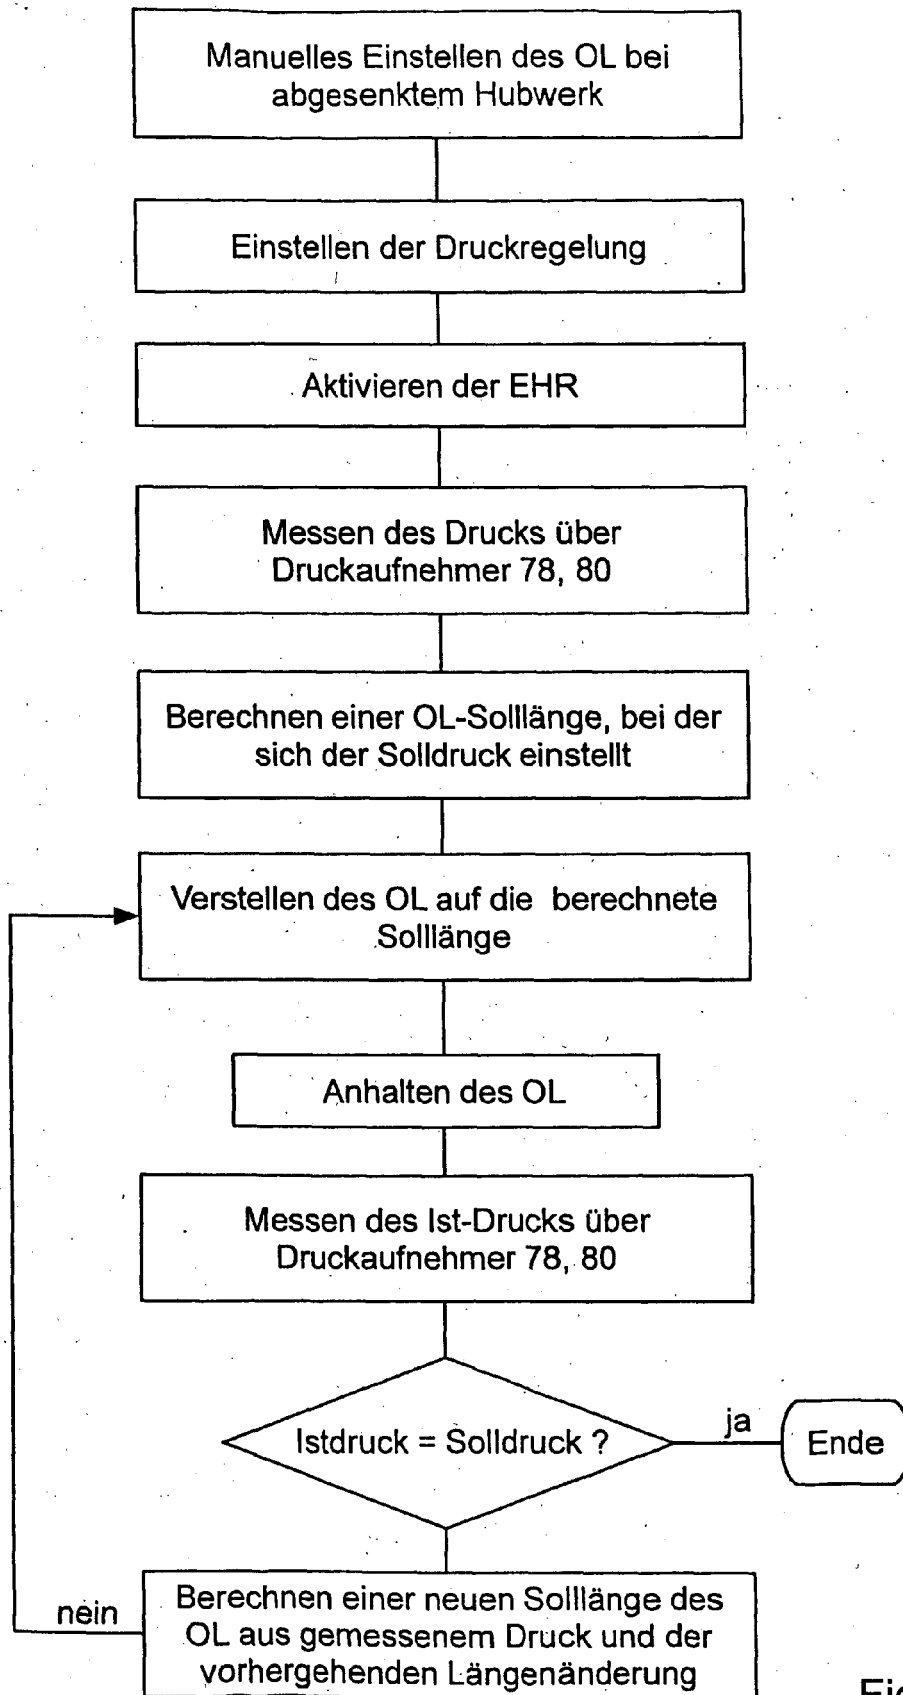 Manuelles Einstellen des OL bei
abgesenktem Hubwerk
Einstellen der Druckregelung
Aktivieren der EHR
Messen des Drucks über
Druckaufnehmer 78, 80
Berechnen einer OL-Solllänge, bei der
sich der Solldruck einstellt
Verstellen des OL auf die berechnete
Solllänge
Anhalten des OL
Messen des Ist-Drucks über
Druckaufnehmer 78, 80
Istdruck = Solldruck ?
ja
Ende
nein
Berechnen einer neuen Solllänge des
OL aus gemessenem Druck und der
vorhergehenden Längenänderung